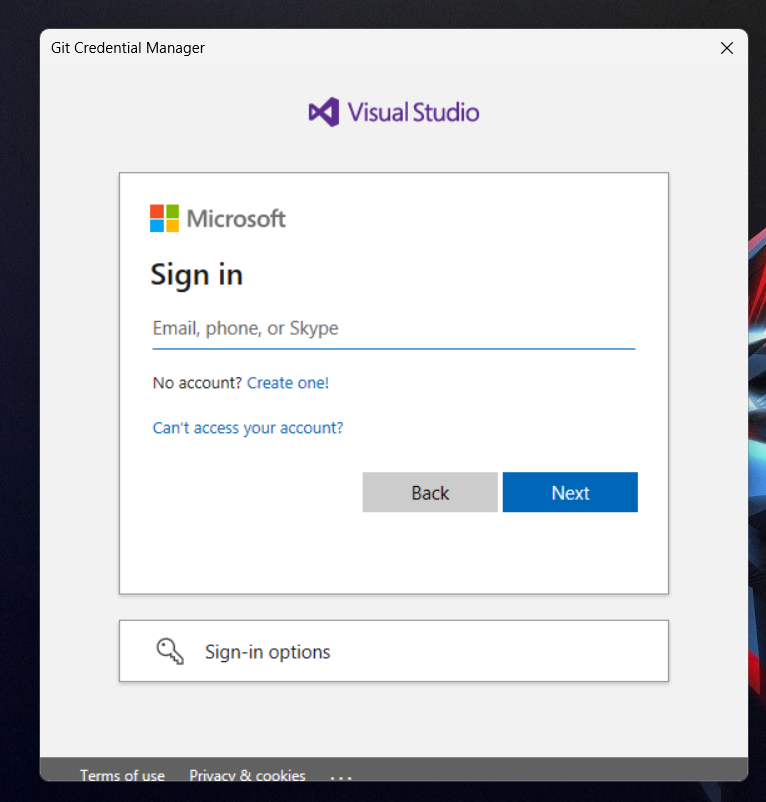 Git Credential Manager
Visual Studio
Microsoft
Sign in
Email, phone, or Skype
No account? Create one!
Can't access your account?
Back
Next
Sign-in options
Terms of use Privacy & cookies ...